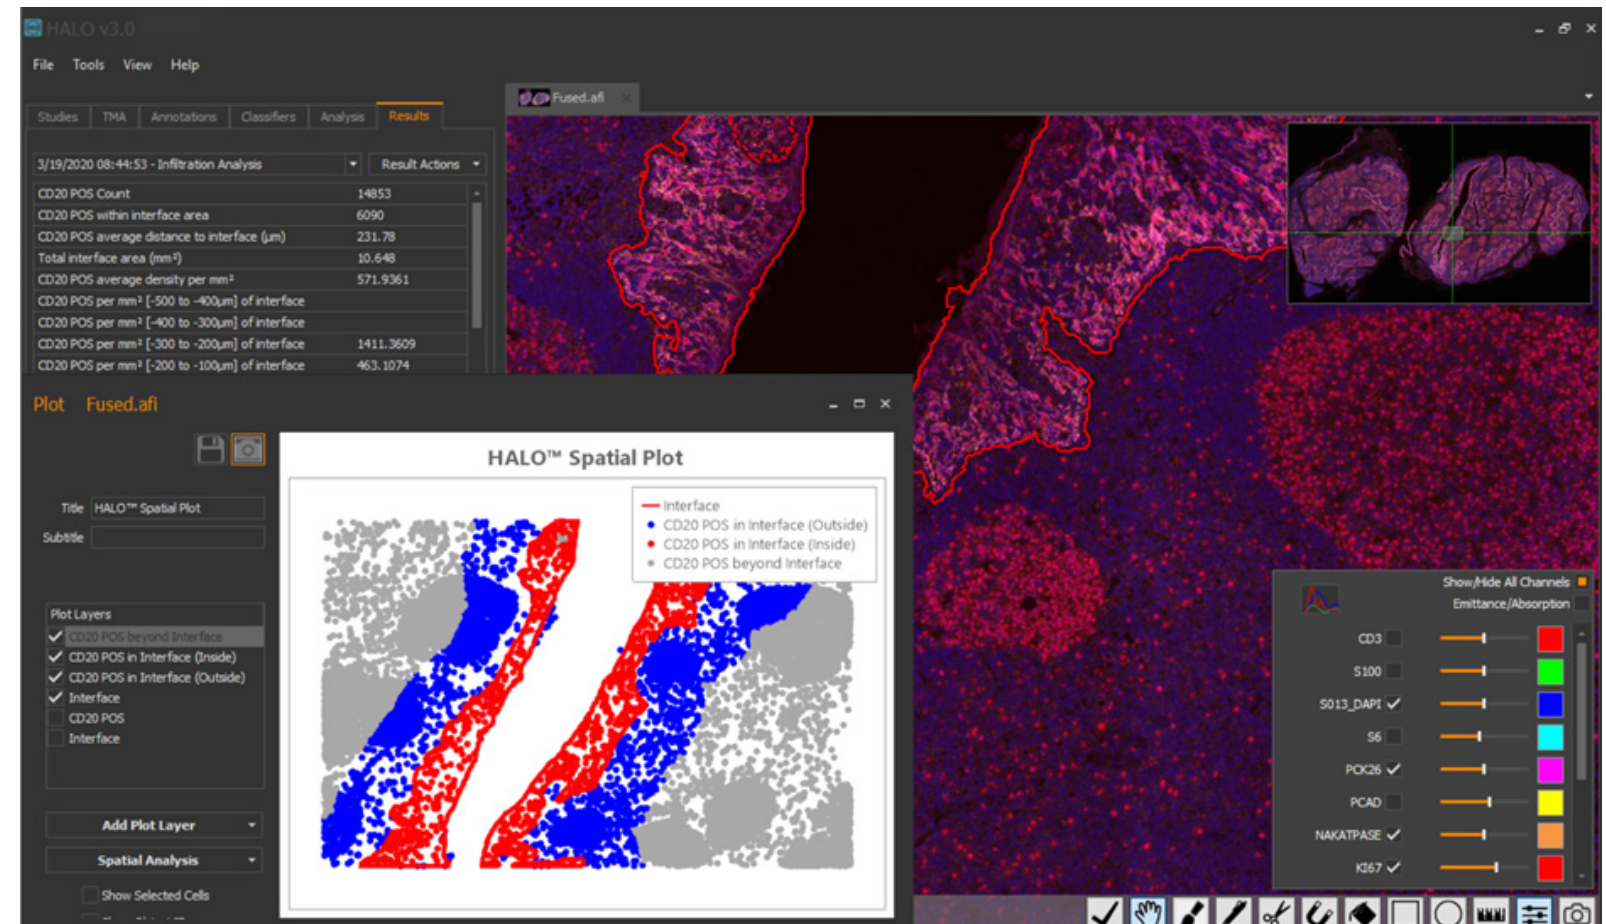 HALO v3.0
File Tools View Help
Studies TMA Annotations Classifiers Analysis Results
Fused.afi
3/19/2020 08:44:53 - Infiltration Analysis Result Actions
CD20 POS Count 14853
CD20 POS within interface area 6090
CD20 POS average distance to interface (µm) 231.78
Total interface area (mm²) 10.648
CD20 POS average density per mm² 571.9361
CD20 POS per mm² [-500 to -400µm] of interface
CD20 POS per mm² [-400 to -300µm] of interface
CD20 POS per mm² [-300 to -200µm] of interface 1411.3609
CD20 POS per mm² [-200 to -100µm] of interface 463.1074
Plot Fused.afi
Title HALO™ Spatial Plot
Subtitle
Plot Layers
CD20 POS beyond Interface
CD20 POS in Interface (Inside)
CD20 POS in Interface (Outside)
Interface
CD20 POS
Interface
Add Plot Layer
Spatial Analysis
Show Selected Cells
HALO™ Spatial Plot
Interface
CD20 POS in Interface (Outside)
CD20 POS in Interface (Inside)
CD20 POS beyond Interface
Show/Hide All Channels
Emittance/Absorption
CD3
S100
S013_DAPI
S6
PCK26
PCAD
NAKATPASE
KI67